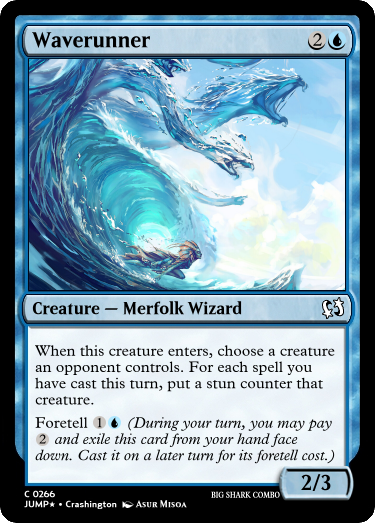 Waverunner 2
Creature — Merfolk Wizard
When this creature enters, choose a creature
an opponent controls. For each spell you
have cast this turn, put a stun counter that
creature.
Foretell 1 (During your turn, you may pay
2 and exile this card from your hand face
down. Cast it on a later turn for its foretell cost.)
2/3
C 0266
BIG SHARK COMBO
JUMP★ • Crashington Asur Misoa